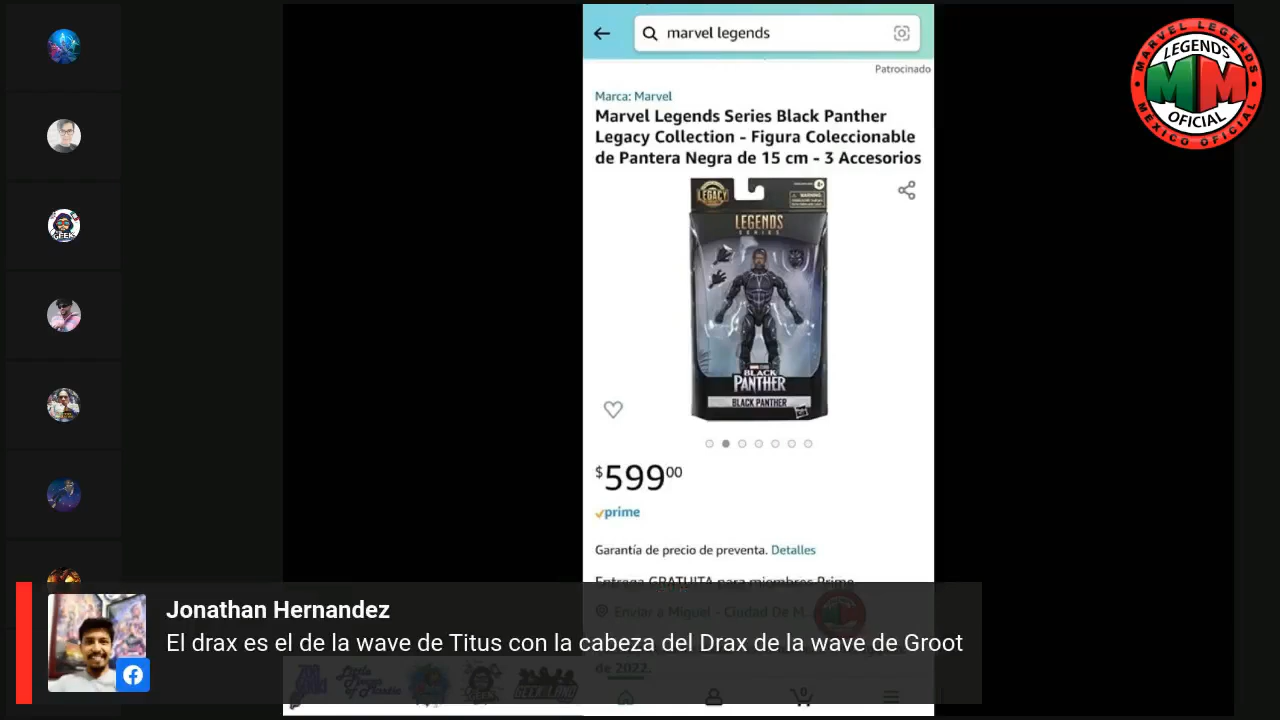 marvel legends
Patrocinado
Marca: Marvel
Marvel Legends Series Black Panther
Legacy Collection - Figura Coleccionable
de Pantera Negra de 15 cm - 3 Accesorios
LEGACY
LEGENDS
SERIES
BLACK
PANTHER
BLACK PANTHER
$59900
prime
Garantía de precio de preventa. Detalles
Entrega GRATUITA para miembros Prime
Enviar a Miguel - Ciudad De M...
de 2022.
0
MARVEL LEGENDS
LEGENDS
MM
OFICIAL
MEXICO OFICIAL
Jonathan Hernandez
El drax es el de la wave de Titus con la cabeza del Drax de la wave de Groot
GEEK
GEEK LAND